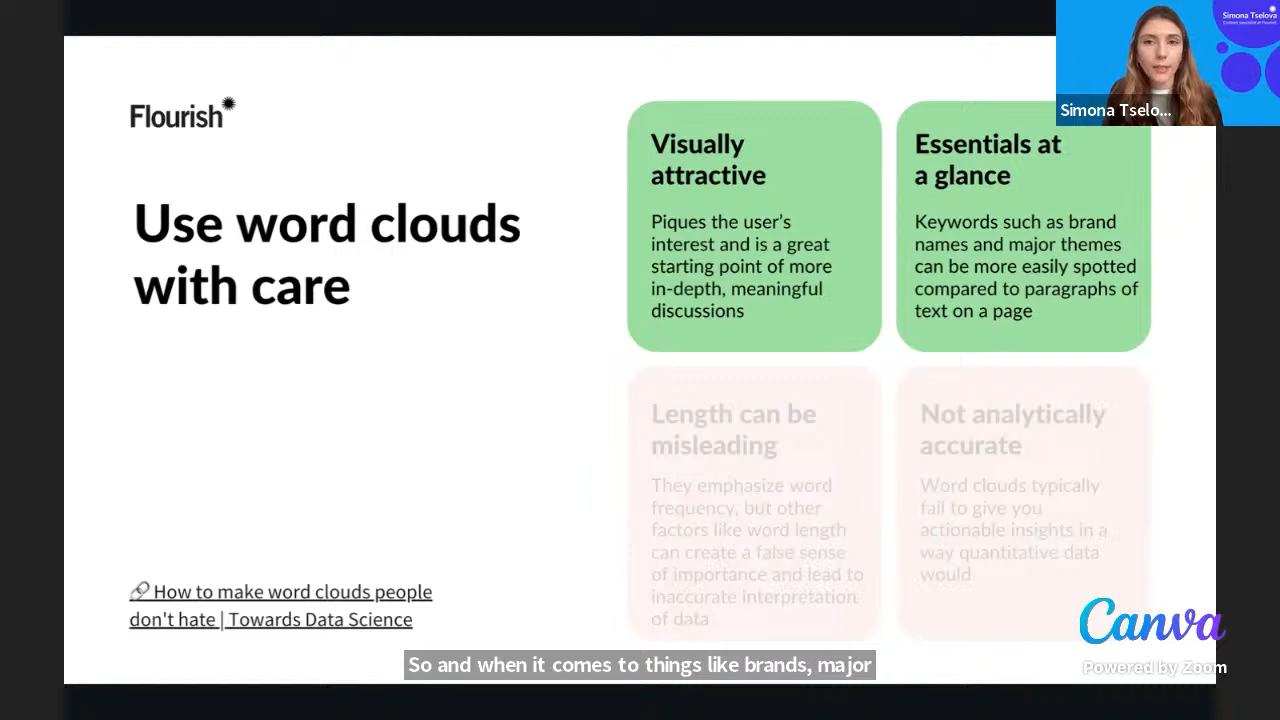 Flourish
Use word clouds
with care
🔗 How to make word clouds people
don't hate | Towards Data Science
Visually
attractive
Piques the user's
interest and is a great
starting point of more
in-depth, meaningful
discussions
Essentials at
a glance
Keywords such as brand
names and major themes
can be more easily spotted
compared to paragraphs of
text on a page
Length can be
misleading
They emphasize word
frequency, but other
factors like word length
can create a false sense
of importance and lead to
inaccurate interpretation
of data
Not analytically
accurate
Word clouds typically
fail to give you
actionable insights in a
way quantitative data
would
Simona Tselova
Simona Tselo...
Canva
Powered by Zoom
So and when it comes to things like brands, major